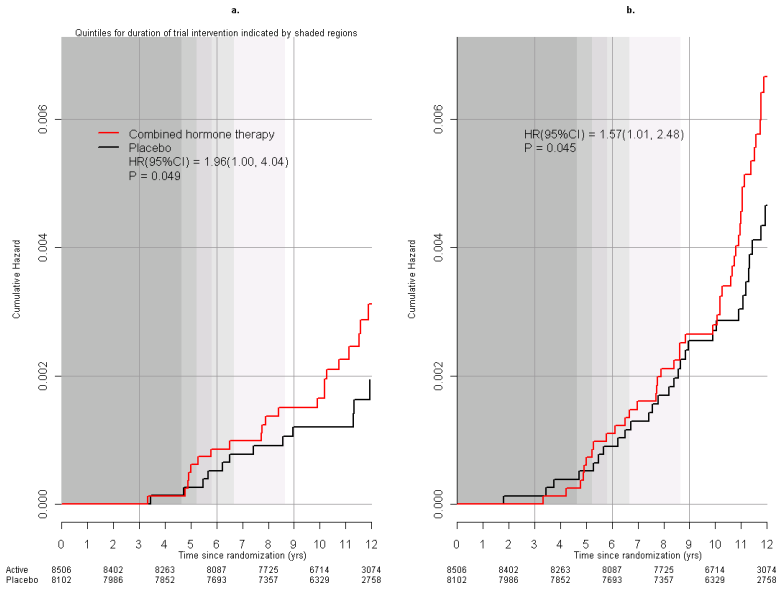 a.
Quintiles for duration of trial intervention indicated by shaded regions
Cumulative Hazard
0.006
0.004
0.002
0.000
Combined hormone therapy
Placebo
HR(95%CI) = 1.96(1.00, 4.04)
P = 0.049
0 1 2 3 4 5 6 7 8 9 10 11 12
Time since randomization (yrs)
Active 8506 8402 8263 8087 7725 6714 3074
Placebo 8102 7986 7852 7693 7357 6329 2758
b.
Cumulative Hazard
0.006
0.004
0.002
0.000
HR(95%CI) = 1.57(1.01, 2.48)
P = 0.045
0 1 2 3 4 5 6 7 8 9 10 11 12
Time since randomization (yrs)
8506 8402 8263 8087 7725 6714 3074
8102 7986 7852 7693 7357 6329 2758